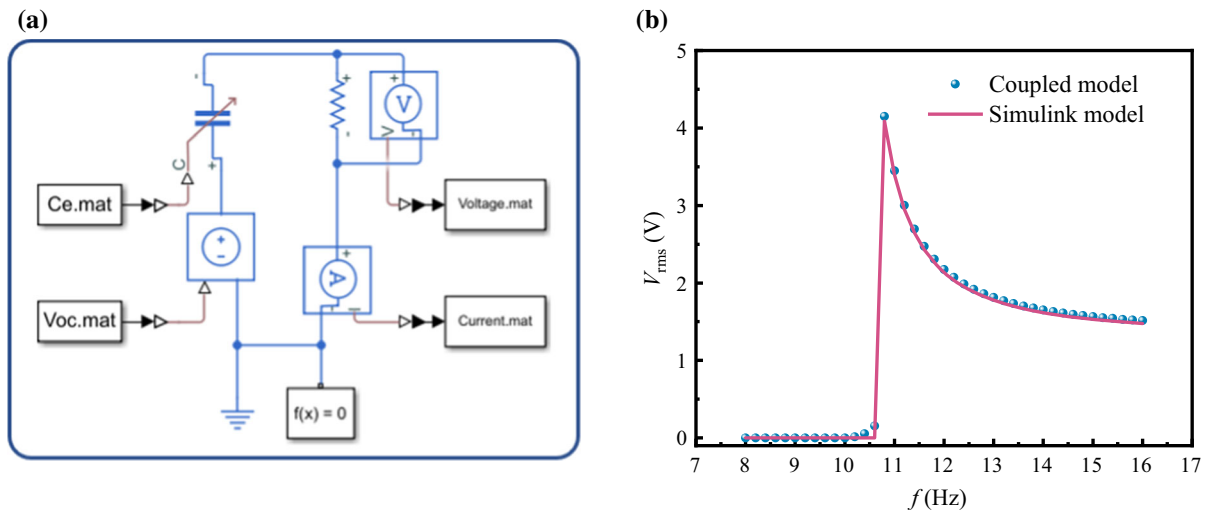 (a)
-
C
+
Ce.mat
+
-
Voc.mat
+
-
+
V
-
V
Voltage.mat
+
A
-
I
Current.mat
f(x) = 0
(b)
5
4
3
2
1
0
Vrms (V)
Coupled model
Simulink model
7 8 9 10 11 12 13 14 15 16 17
f (Hz)